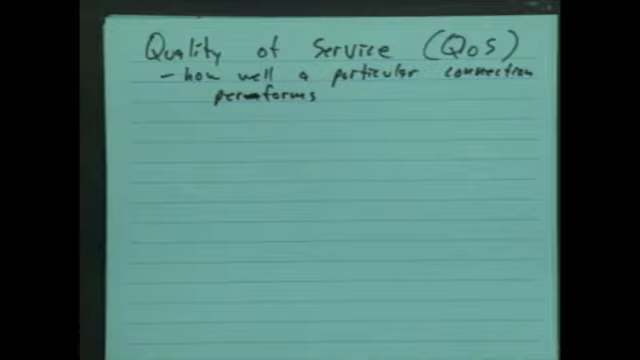 Quality of Service (QoS)
- how well a particular connection
performs